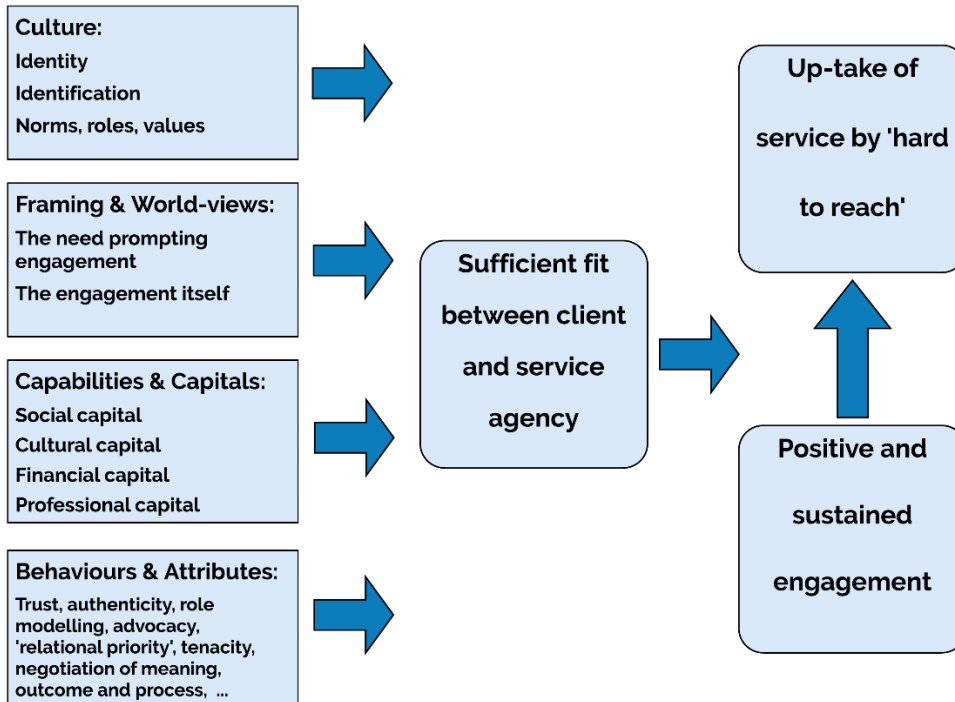 Culture:
Identity
Identification
Norms, roles, values
Framing & World-views:
The need prompting
engagement
The engagement itself
Capabilities & Capitals:
Social capital
Cultural capital
Financial capital
Professional capital
Behaviours & Attributes:
Trust, authenticity, role
modelling, advocacy,
'relational priority', tenacity,
negotiation of meaning,
outcome and process, ...
Sufficient fit
between client
and service
agency
Up-take of
service by 'hard
to reach'
Positive and
sustained
engagement